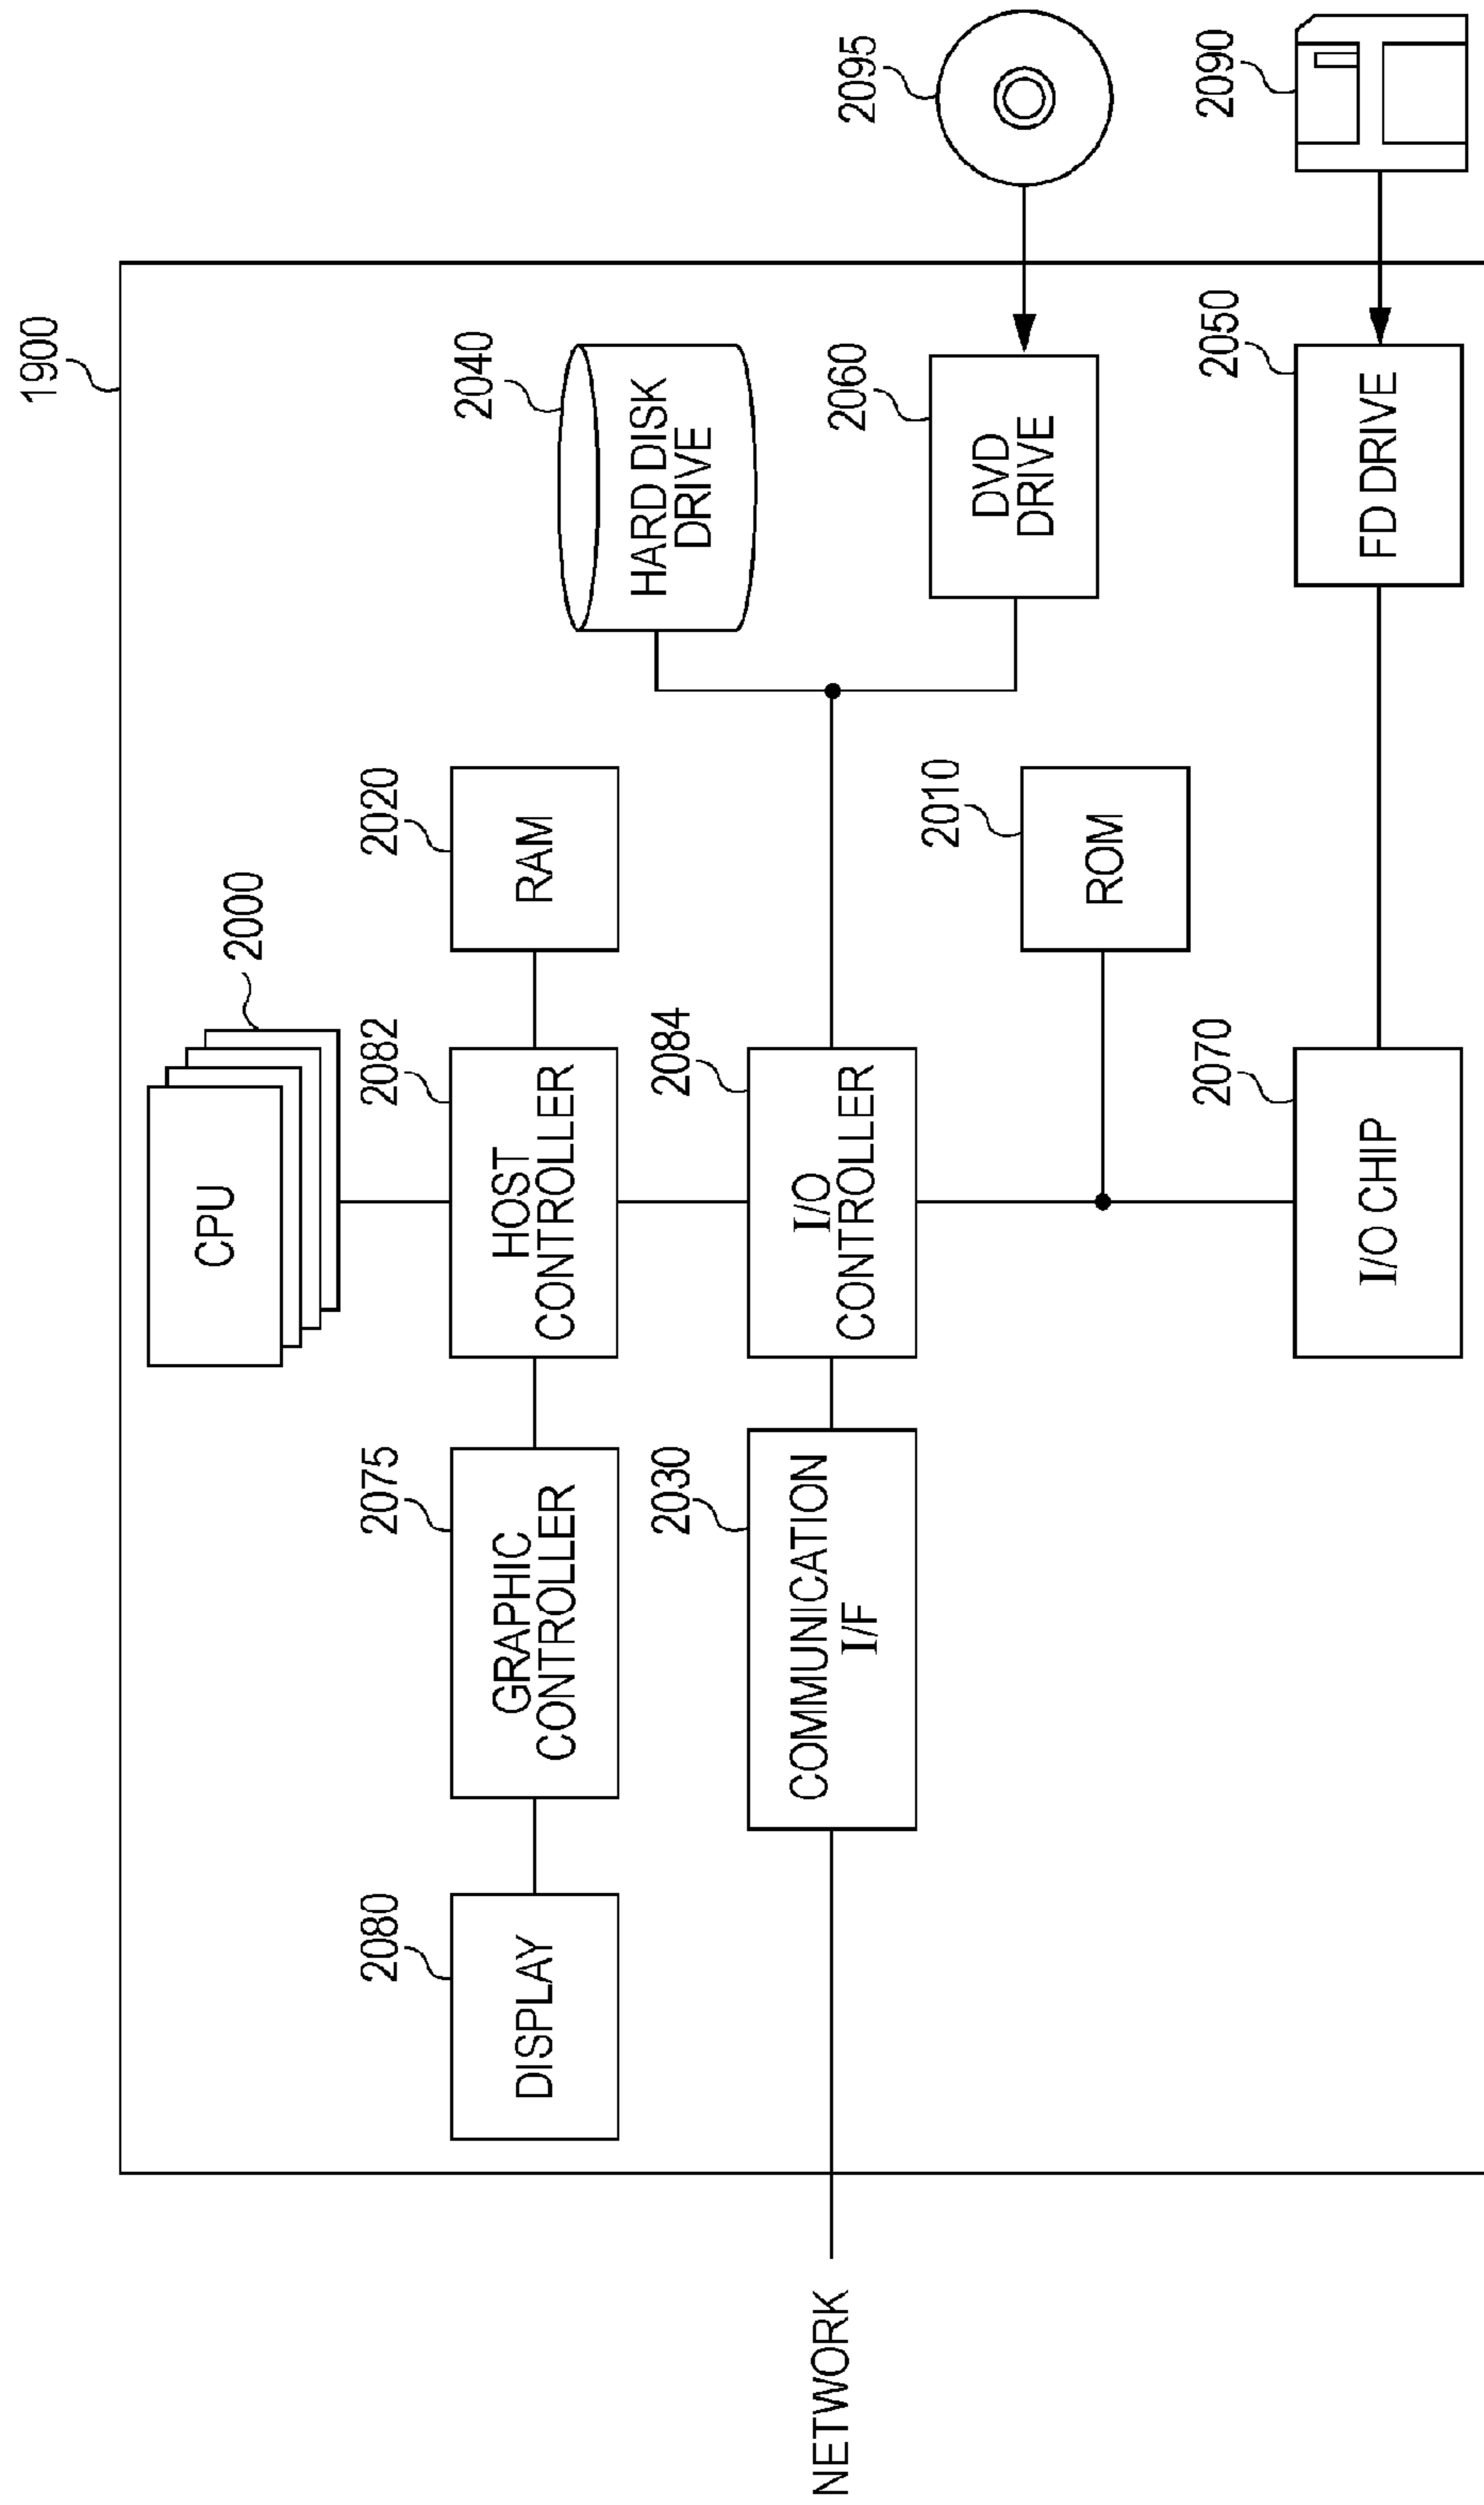 1900
CPU
2000
2080
DISPLAY
2075
GRAPHIC
CONTROLLER
2082
HOST
CONTROLLER
2020
RAM
2040
HARD DISK
DRIVE
NETWORK
2030
COMMUNICATION
I/F
2084
I/O
CONTROLLER
2060
DVD
DRIVE
2095
2010
ROM
2070
I/O CHIP
2050
FD DRIVE
2090